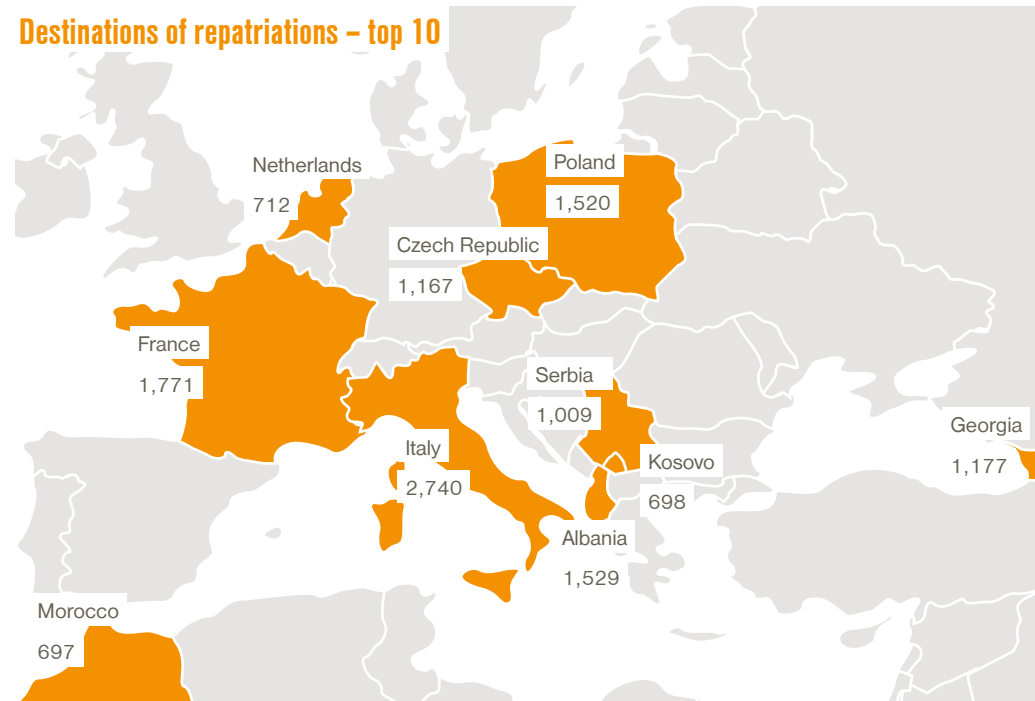 Destinations of repatriations – top 10
Netherlands
712
Poland
1,520
Czech Republic
1,167
France
1,771
Serbia
1,009
Georgia
1,177
Italy
2,740
Kosovo
698
Albania
1,529
Morocco
697